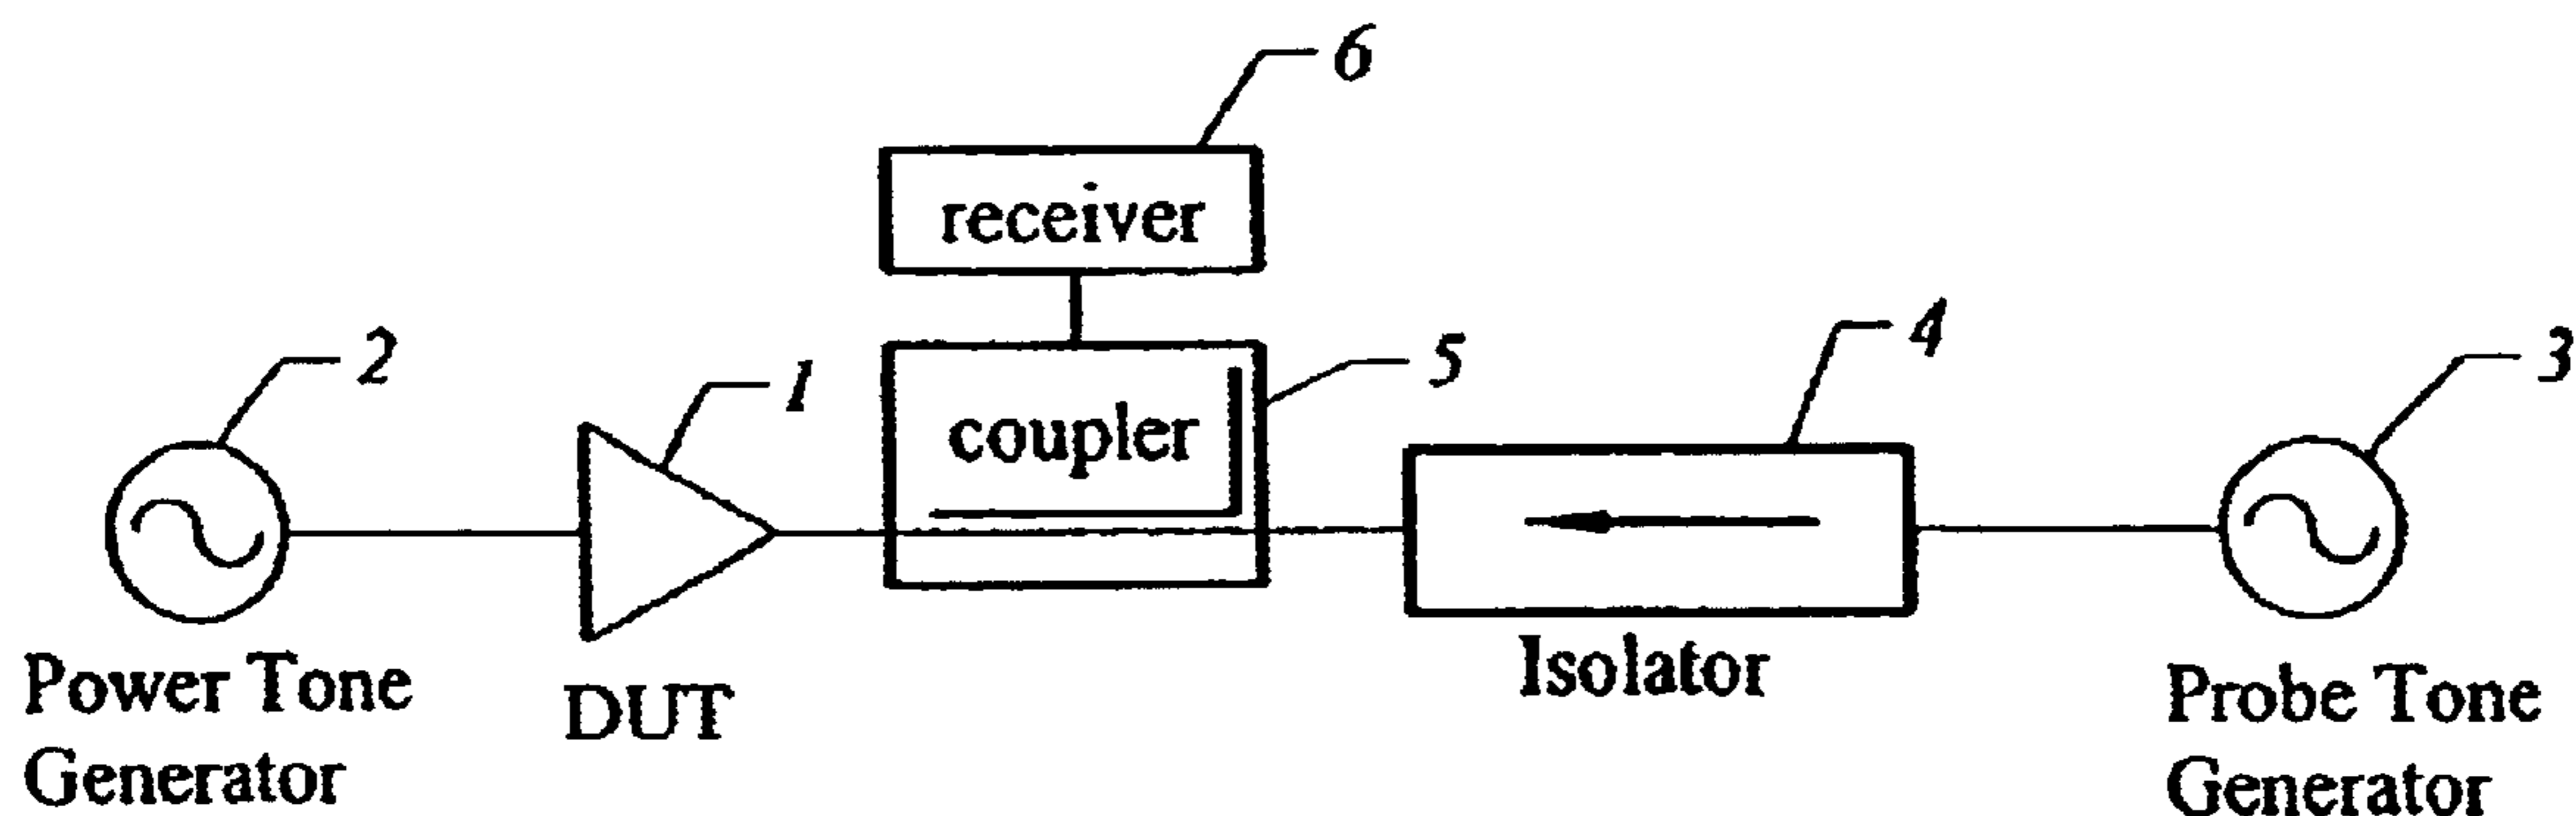 6
receiver
2
1
coupler
5
4
3
Power Tone
Generator
DUT
Isolator
Probe Tone
Generator